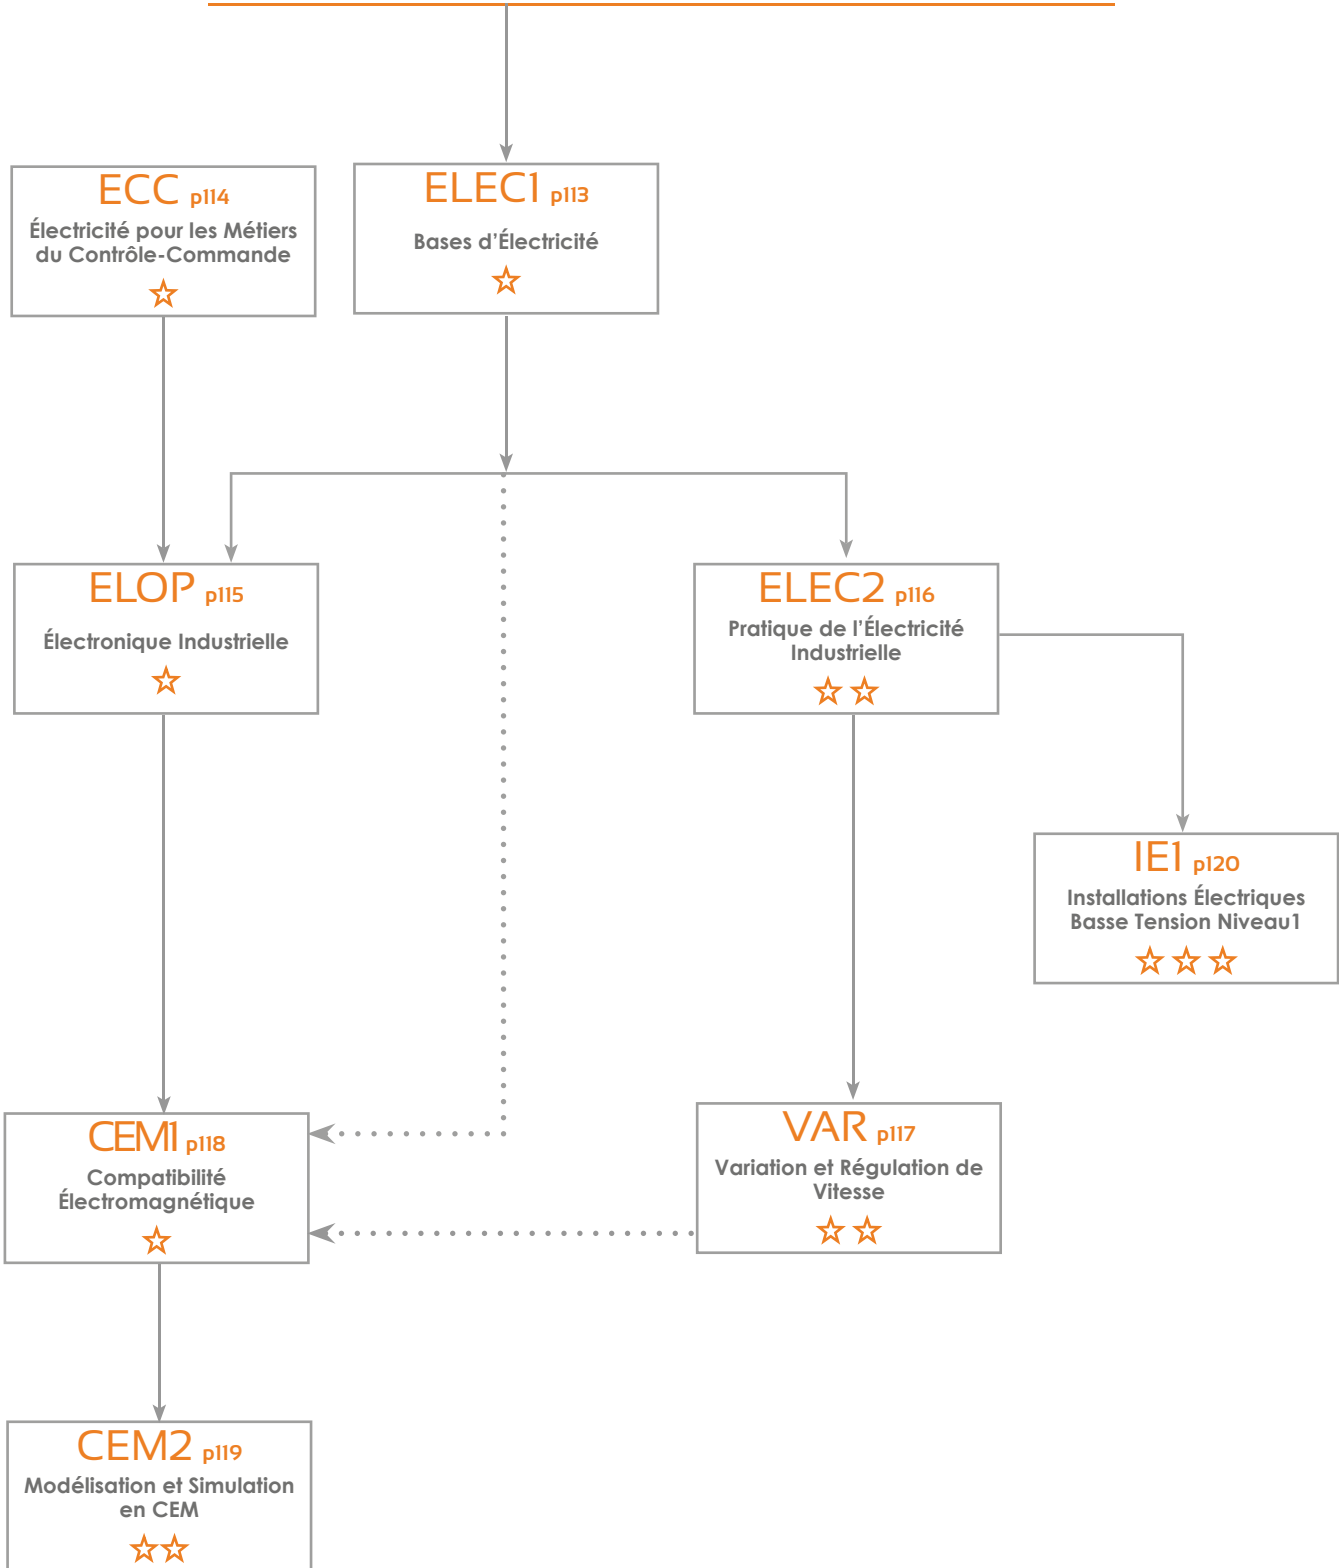 ECC p114
Électricité pour les Métiers
du Contrôle-Commande
ELEC1 p113
Bases d’Électricité
ELOP p115
Électronique Industrielle
ELEC2 p116
Pratique de l’Électricité
Industrielle
IE1 p120
Installations Électriques
Basse Tension Niveau1
CEM1 p118
Compatibilité
Électromagnétique
VAR p117
Variation et Régulation de
Vitesse
CEM2 p119
Modélisation et Simulation
en CEM